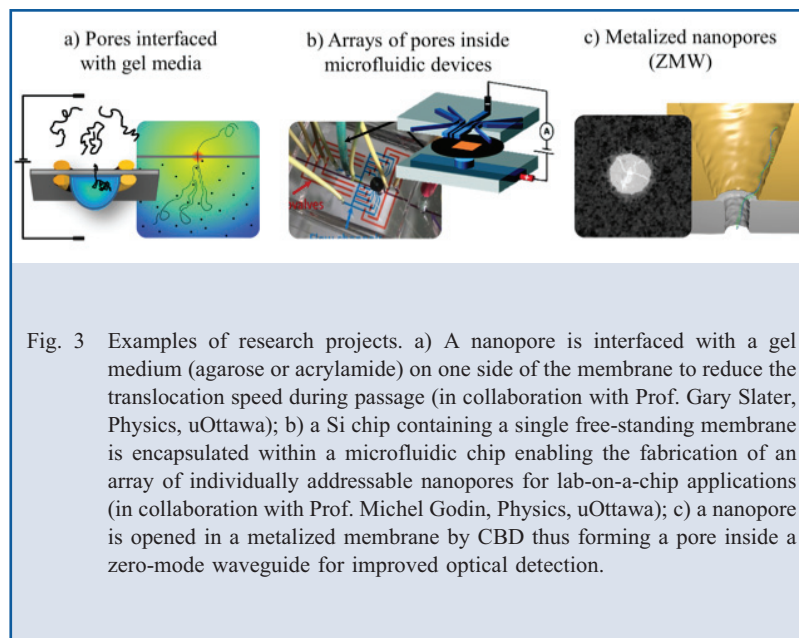 a) Pores interfaced
with gel media
b) Arrays of pores inside
microfluidic devices
c) Metalized nanopores
(ZMW)
A
Fig. 3 Examples of research projects. a) A nanopore is interfaced with a gel
medium (agarose or acrylamide) on one side of the membrane to reduce the
translocation speed during passage (in collaboration with Prof. Gary Slater,
Physics, uOttawa); b) a Si chip containing a single free-standing membrane
is encapsulated within a microfluidic chip enabling the fabrication of an
array of individually addressable nanopores for lab-on-a-chip applications
(in collaboration with Prof. Michel Godin, Physics, uOttawa); c) a nanopore
is opened in a metalized membrane by CBD thus forming a pore inside a
zero-mode waveguide for improved optical detection.